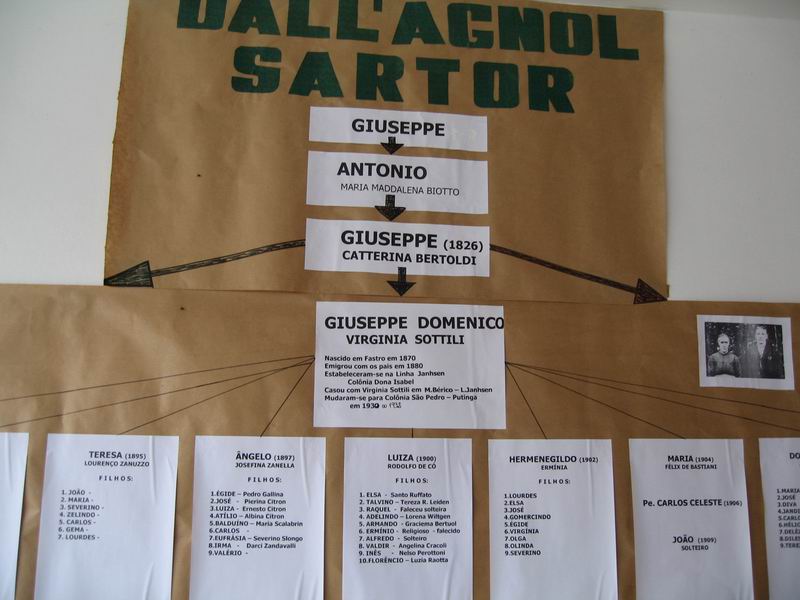 DALL'AGNOL
SARTOR
GIUSEPPE
ANTONIO
MARIA MADDALENA BIOTTO
GIUSEPPE (1826)
CATTERINA BERTOLDI
GIUSEPPE DOMENICO
VIRGINIA SOTTILI
Nascido em Fastro em 1870
Emigrou com os pais em 1880
Estabeleceram-se na Linha Janhsen
Colônia Dona Isabel
Casou com Virginia Sottili em M.Bérico – L.Janhsen
Mudaram-se para Colônia São Pedro – Putinga
em 1930
TERESA (1895)
LOURENÇO ZANUZZO
FILHOS:
1. JOÃO -
2. MARIA -
3. SEVERINO -
4. ZELINDO -
5. CARLOS -
6. GEMA -
7. LOURDES -
ÂNGELO (1897)
JOSEFINA ZANELLA
FILHOS:
1.ÉGIDE – Pedro Gallina
2.JOSÉ - Pierina Citron
3.LUIZA - Ernesto Citron
4.ATÍLIO – Albina Citron
5.BALDUÍNO – Maria Scalabrin
6.CARLOS -
7.EUFRÁSIA – Severino Slongo
8.IRMA - Darci Zandavalli
9.VALÉRIO -
LUIZA (1900)
RODOLFO DE CÓ
FILHOS:
1. ELSA - Santo Ruffato
2. TALVINO – Tereza R. Leiden
3. RAQUEL - Faleceu solteira
4. ADELINDO – Lorena Wiltgen
5. ARMANDO - Graciema Bertuol
6. ERMÍNIO - Religioso - falecido
7. ALFREDO - Solteiro
8. VALDIR - Angelina Cracoli
9. INÊS - Nelso Perottoni
10.FLORÊNCIO – Luzia Raotta
HERMENEGILDO (1902)
ERMÍNIA
FILHOS:
1.LOURDES
2.ELSA
3.JOSÉ
4.GOMERCINDO
5.ÉGIDE
6.VIRGÍNIA
7.OLGA
8.OLINDA
9.SEVERINO
MARIA (1904)
FÉLIX DE BASTIANI
Pe. CARLOS CELESTE (1906)
JOÃO (1909)
SOLTEIRO
DO
1.MARIA
2.JOSÉ
3.DIVA